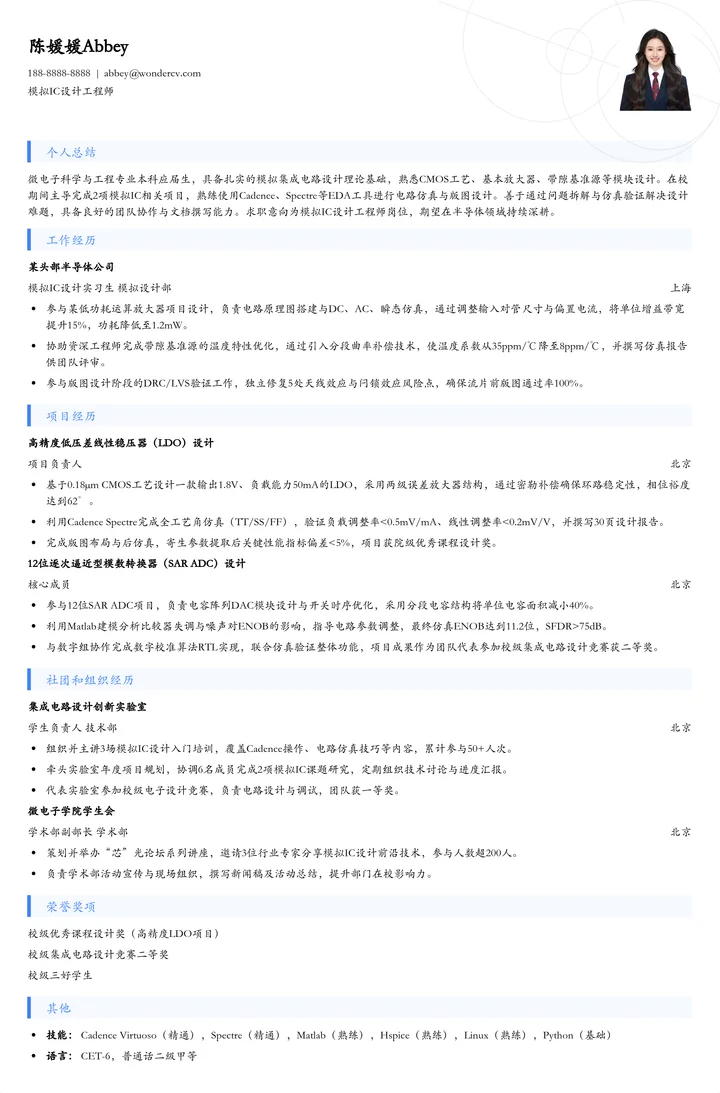 陈媛媛Abbey
188-8888-8888 | abbey@wondercv.com
模拟IC设计工程师
个人总结
微电子科学与工程专业本科应届生，具备扎实的模拟集成电路设计理论基础，熟悉CMOS工艺、基本放大器、带隙基准源等模块设计。在校
期间主导完成2项模拟IC相关项目，熟练使用Cadence、Spectre等EDA工具进行电路仿真与版图设计。善于通过问题拆解与仿真验证解决设计
难题，具备良好的团队协作与文档撰写能力。求职意向为模拟IC设计工程师岗位，期望在半导体领域持续深耕。
工作经历
某头部半导体公司
模拟IC设计实习生 模拟设计部 上海
• 参与某低功耗运算放大器项目设计，负责电路原理图搭建与DC、AC、瞬态仿真，通过调整输入对管尺寸与偏置电流，将单位增益带宽
提升15%，功耗降低至1.2mW。
• 协助资深工程师完成带隙基准源的温度特性优化，通过引入分段曲率补偿技术，使温度系数从35ppm/℃降至8ppm/℃，并撰写仿真报告
供团队评审。
• 参与版图设计阶段的DRC/LVS验证工作，独立修复5处天线效应与闩锁效应风险点，确保流片前版图通过率100%。
项目经历
高精度低压差线性稳压器（LDO）设计
项目负责人 北京
• 基于0.18μm CMOS工艺设计一款输出1.8V、负载能力50mA的LDO，采用两级误差放大器结构，通过密勒补偿确保环路稳定性，相位裕度
达到62°。
• 利用Cadence Spectre完成全工艺角仿真（TT/SS/FF），验证负载调整率<0.5mV/mA、线性调整率<0.2mV/V，并撰写30页设计报告。
• 完成版图布局与后仿真，寄生参数提取后关键性能指标偏差<5%，项目获院级优秀课程设计奖。
12位逐次逼近型模数转换器（SAR ADC）设计
核心成员 北京
• 参与12位SAR ADC项目，负责电容阵列DAC模块设计与开关时序优化，采用分段电容结构将单位电容面积减小40%。
• 利用Matlab建模分析比较器失调与噪声对ENOB的影响，指导电路参数调整，最终仿真ENOB达到11.2位，SFDR>75dB。
• 与数字组协作完成数字校准算法RTL实现，联合仿真验证整体功能，项目成果作为团队代表参加校级集成电路设计竞赛获二等奖。
社团和组织经历
集成电路设计创新实验室
学生负责人 技术部 北京
• 组织并主讲3场模拟IC设计入门培训，覆盖Cadence操作、电路仿真技巧等内容，累计参与50+人次。
• 牵头实验室年度项目规划，协调6名成员完成2项模拟IC课题研究，定期组织技术讨论与进度汇报。
• 代表实验室参加校级电子设计竞赛，负责电路设计与调试，团队获一等奖。
微电子学院学生会
学术部副部长 学术部 北京
• 策划并举办“芯”光论坛系列讲座，邀请3位行业专家分享模拟IC设计前沿技术，参与人数超200人。
• 负责学术部活动宣传与现场组织，撰写新闻稿及活动总结，提升部门在校影响力。
荣誉奖项
校级优秀课程设计奖（高精度LDO项目）
校级集成电路设计竞赛二等奖
校级三好学生
其他
• 技能： Cadence Virtuoso（精通）, Spectre（精通）, Matlab（熟练）, Hspice（熟练）, Linux（熟练）, Python（基础）
• 语言： CET-6，普通话二级甲等